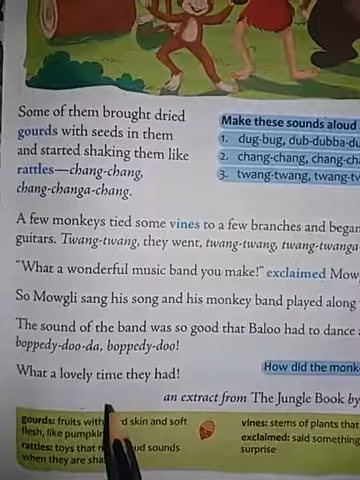 Some of them brought dried
gourds with seeds in them
and started shaking them like
rattles—chang-chang,
chang-changa-chang.
Make these sounds aloud
1. dug-bug, dub-dubba-du
2. chang-chang, chang-cha
3. twang-twang, twang-tw
A few monkeys tied some vines to a few branches and began
guitars. Twang-twang, they went, twang-twang, twang-twanga-
“What a wonderful music band you make!” exclaimed Mow
So Mowgli sang his song and his monkey band played along
The sound of the band was so good that Baloo had to dance
boppedy-doo-da, boppedy-doo!
What a lovely time they had!
How did the monk
an extract from The Jungle Book by
gourds: fruits with skin and soft
flesh, like pumpkin
rattles: toys that sounds
when they are
vines: stems of plants that
exclaimed: said something
surprise